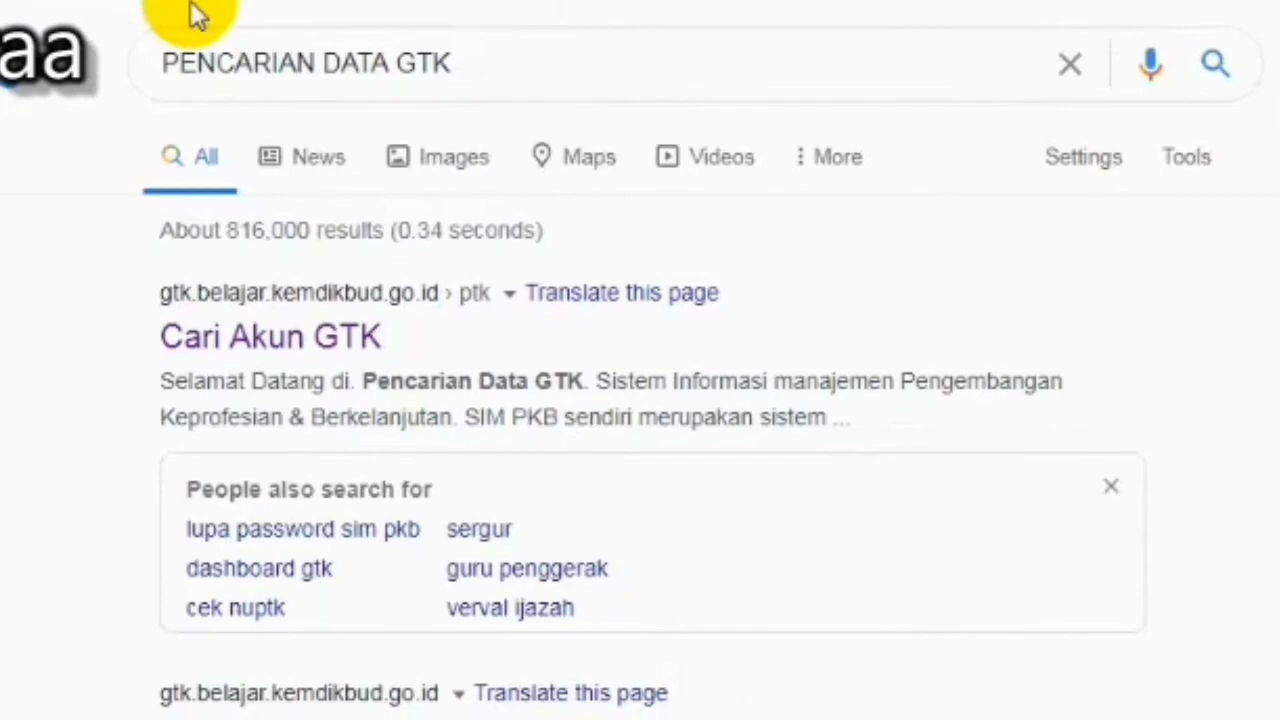 aa
PENCARIAN DATA GTK
All News Images Maps Videos More Settings Tools
About 816,000 results (0.34 seconds)
gtk.belajar.kemdikbud.go.id › ptk Translate this page
Cari Akun GTK
Selamat Datang di. Pencarian Data GTK. Sistem Informasi manajemen Pengembangan
Keprofesian & Berkelanjutan. SIM PKB sendiri merupakan sistem ...
People also search for
lupa password sim pkb sergur
dashboard gtk guru penggerak
cek nuptk verval ijazah
gtk.belajar.kemdikbud.go.id Translate this page